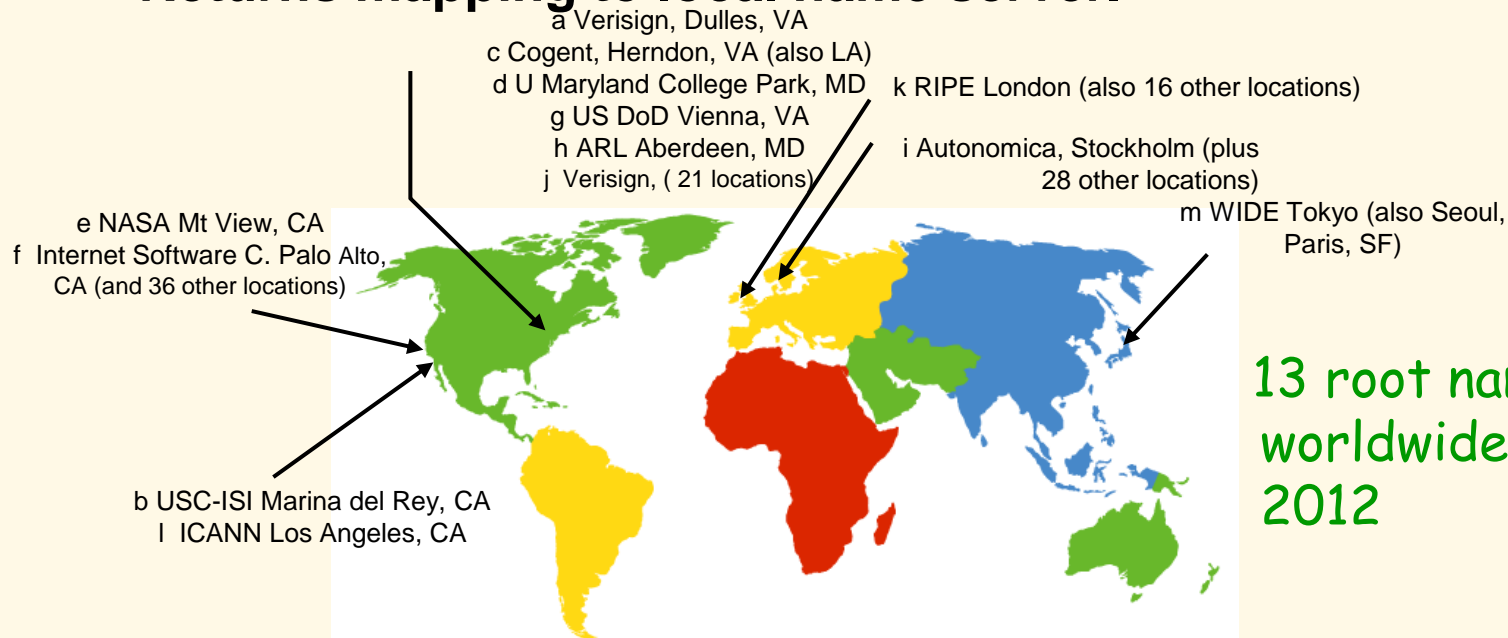 a Verisign, Dulles, VA
c Cogent, Herndon, VA (also LA)
d U Maryland College Park, MD
g US DoD Vienna, VA
h ARL Aberdeen, MD
j Verisign, ( 21 locations)
k RIPE London (also 16 other locations)
i Autonomica, Stockholm (plus
28 other locations)
m WIDE Tokyo (also Seoul,
Paris, SF)
e NASA Mt View, CA
f Internet Software C. Palo Alto,
CA (and 36 other locations)
b USC-ISI Marina del Rey, CA
l ICANN Los Angeles, CA
13 root
worldwide
2012